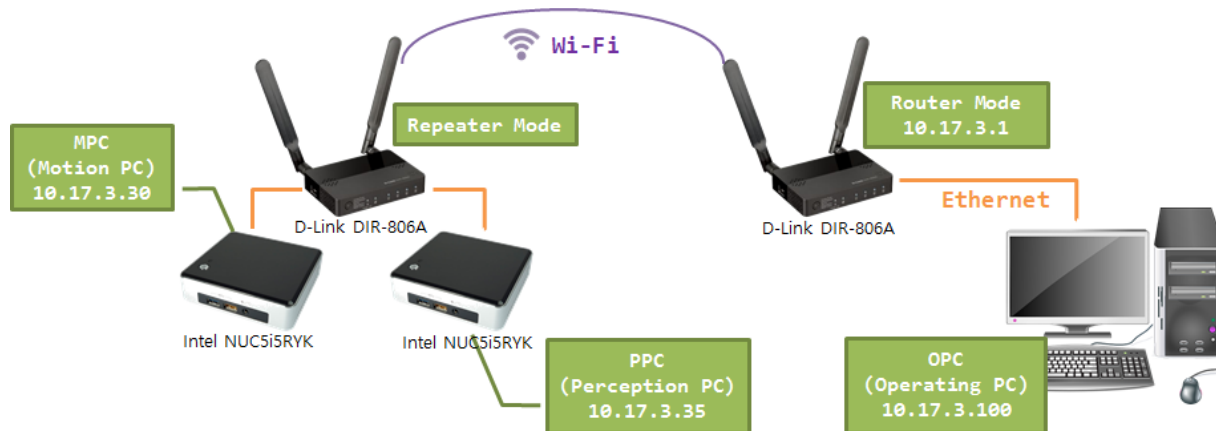 Wi-Fi
Repeater Mode
Router Mode
10.17.3.1
MPC
(Motion PC)
10.17.3.30
Ethernet
D-Link DIR-806A
D-Link DIR-806A
Intel NUC5i5RYK
Intel NUC5i5RYK
PPC
(Perception PC)
10.17.3.35
OPC
(Operating PC)
10.17.3.100